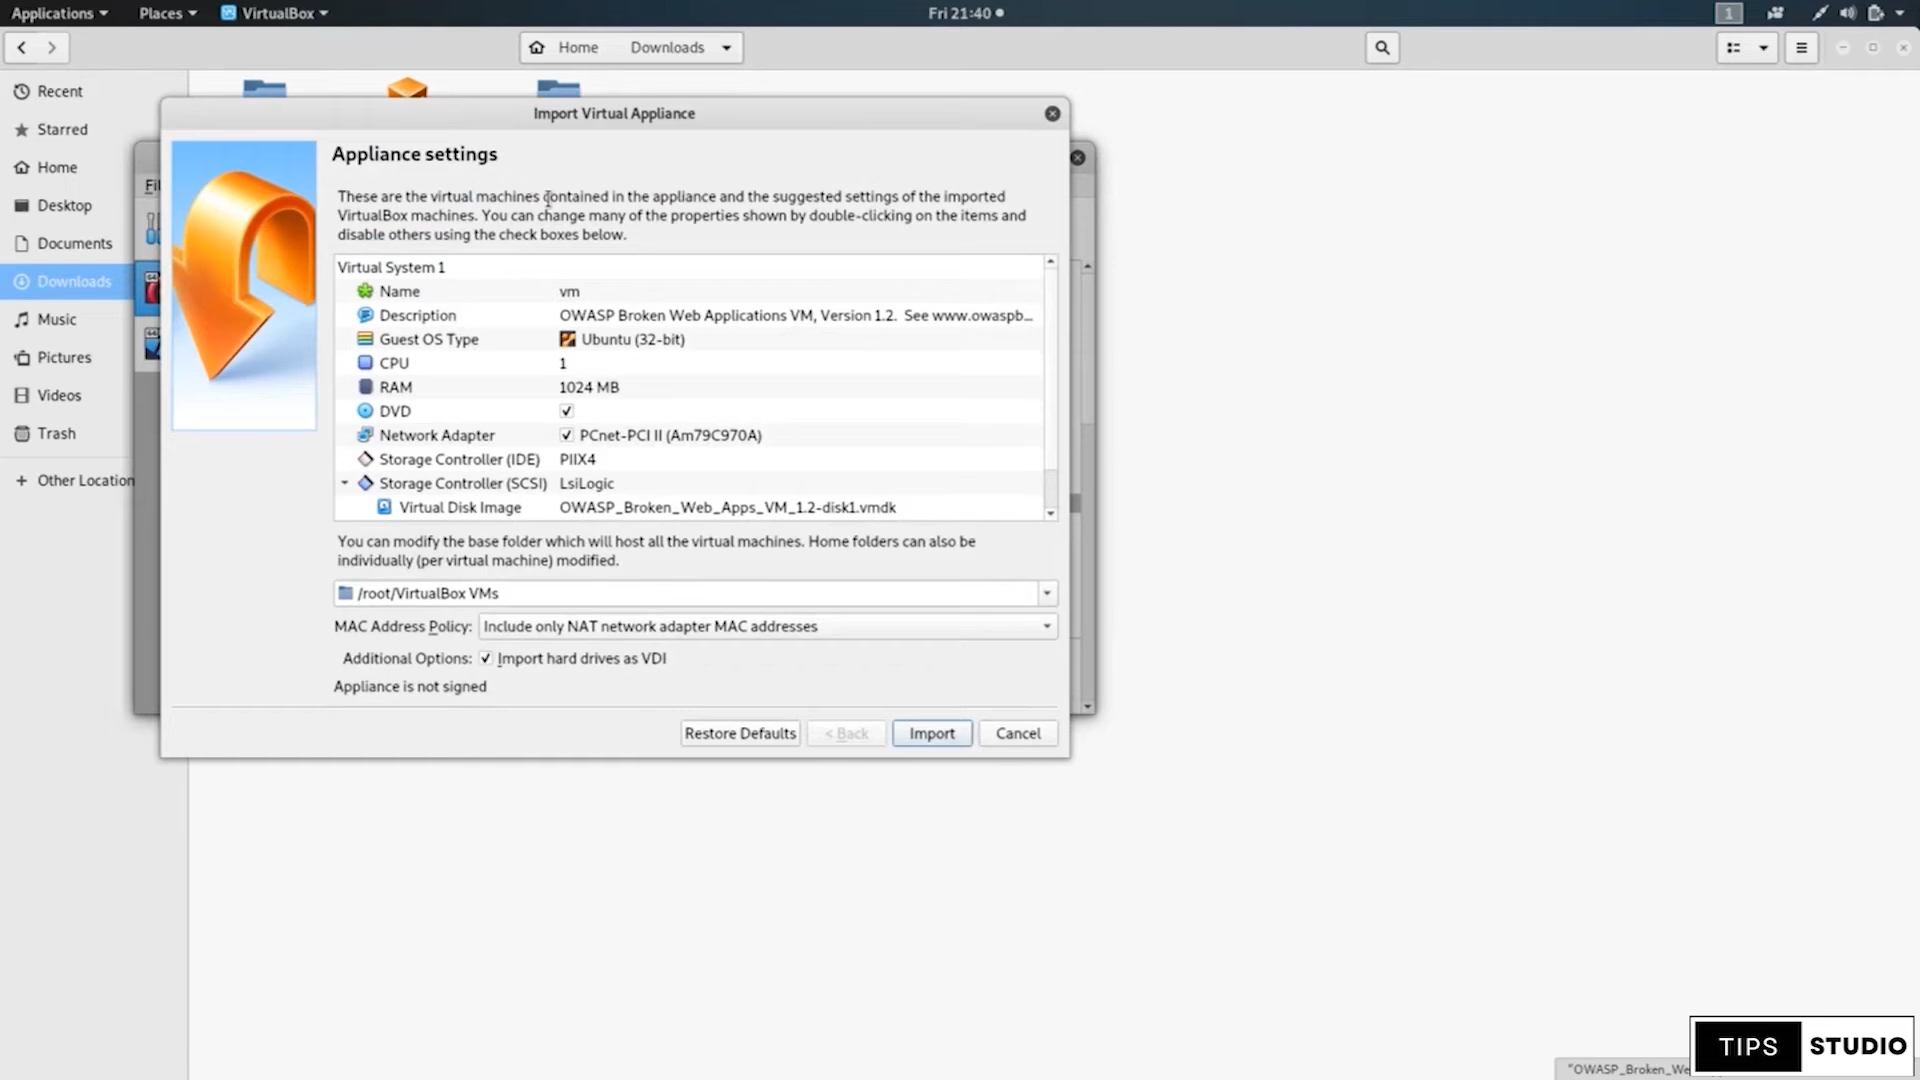 Applications Places VirtualBox Fri 21:40 1
Home Downloads
Recent
Starred
Home
Desktop
Documents
Downloads
Music
Pictures
Videos
Trash
+ Other Location
Import Virtual Appliance
Appliance settings
These are the virtual machines contained in the appliance and the suggested settings of the imported
VirtualBox machines. You can change many of the properties shown by double-clicking on the items and
disable others using the check boxes below.
Virtual System 1
Name vm
Description OWASP Broken Web Applications VM, Version 1.2. See www.owaspb...
Guest OS Type Ubuntu (32-bit)
CPU 1
RAM 1024 MB
DVD
Network Adapter PCnet-PCI II (Am79C970A)
Storage Controller (IDE) PIIX4
Storage Controller (SCSI) LsiLogic
Virtual Disk Image OWASP_Broken_Web_Apps_VM_1.2-disk1.vmdk
You can modify the base folder which will host all the virtual machines. Home folders can also be
individually (per virtual machine) modified.
/root/VirtualBox VMs
MAC Address Policy: Include only NAT network adapter MAC addresses
Additional Options: Import hard drives as VDI
Appliance is not signed
Restore Defaults < Back Import Cancel
"OWASP_Broken_We
TIPS STUDIO